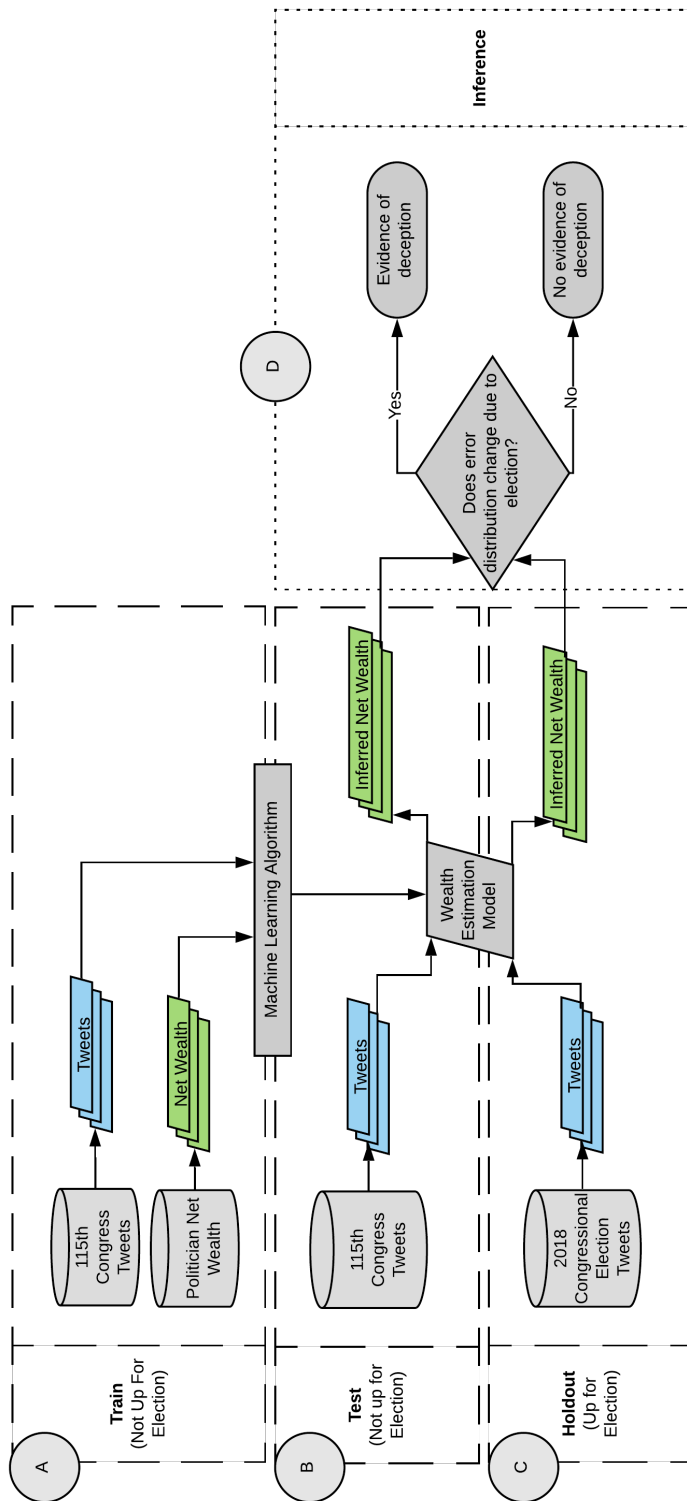 A
Train
(Not Up For
Election)
115th
Congress
Tweets
Tweets
Politician Net
Wealth
Net Wealth
Machine Learning Algorithm
B
Test
(Not up for
Election)
115th
Congress
Tweets
Tweets
Wealth
Estimation
Model
Inferred Net Wealth
C
Holdout
(Up for
Election)
2018
Congressional
Election
Tweets
Tweets
Inferred Net Wealth
D
Does error
distribution change due to
election?
Yes
No
Evidence of
deception
No evidence of
deception
Inference